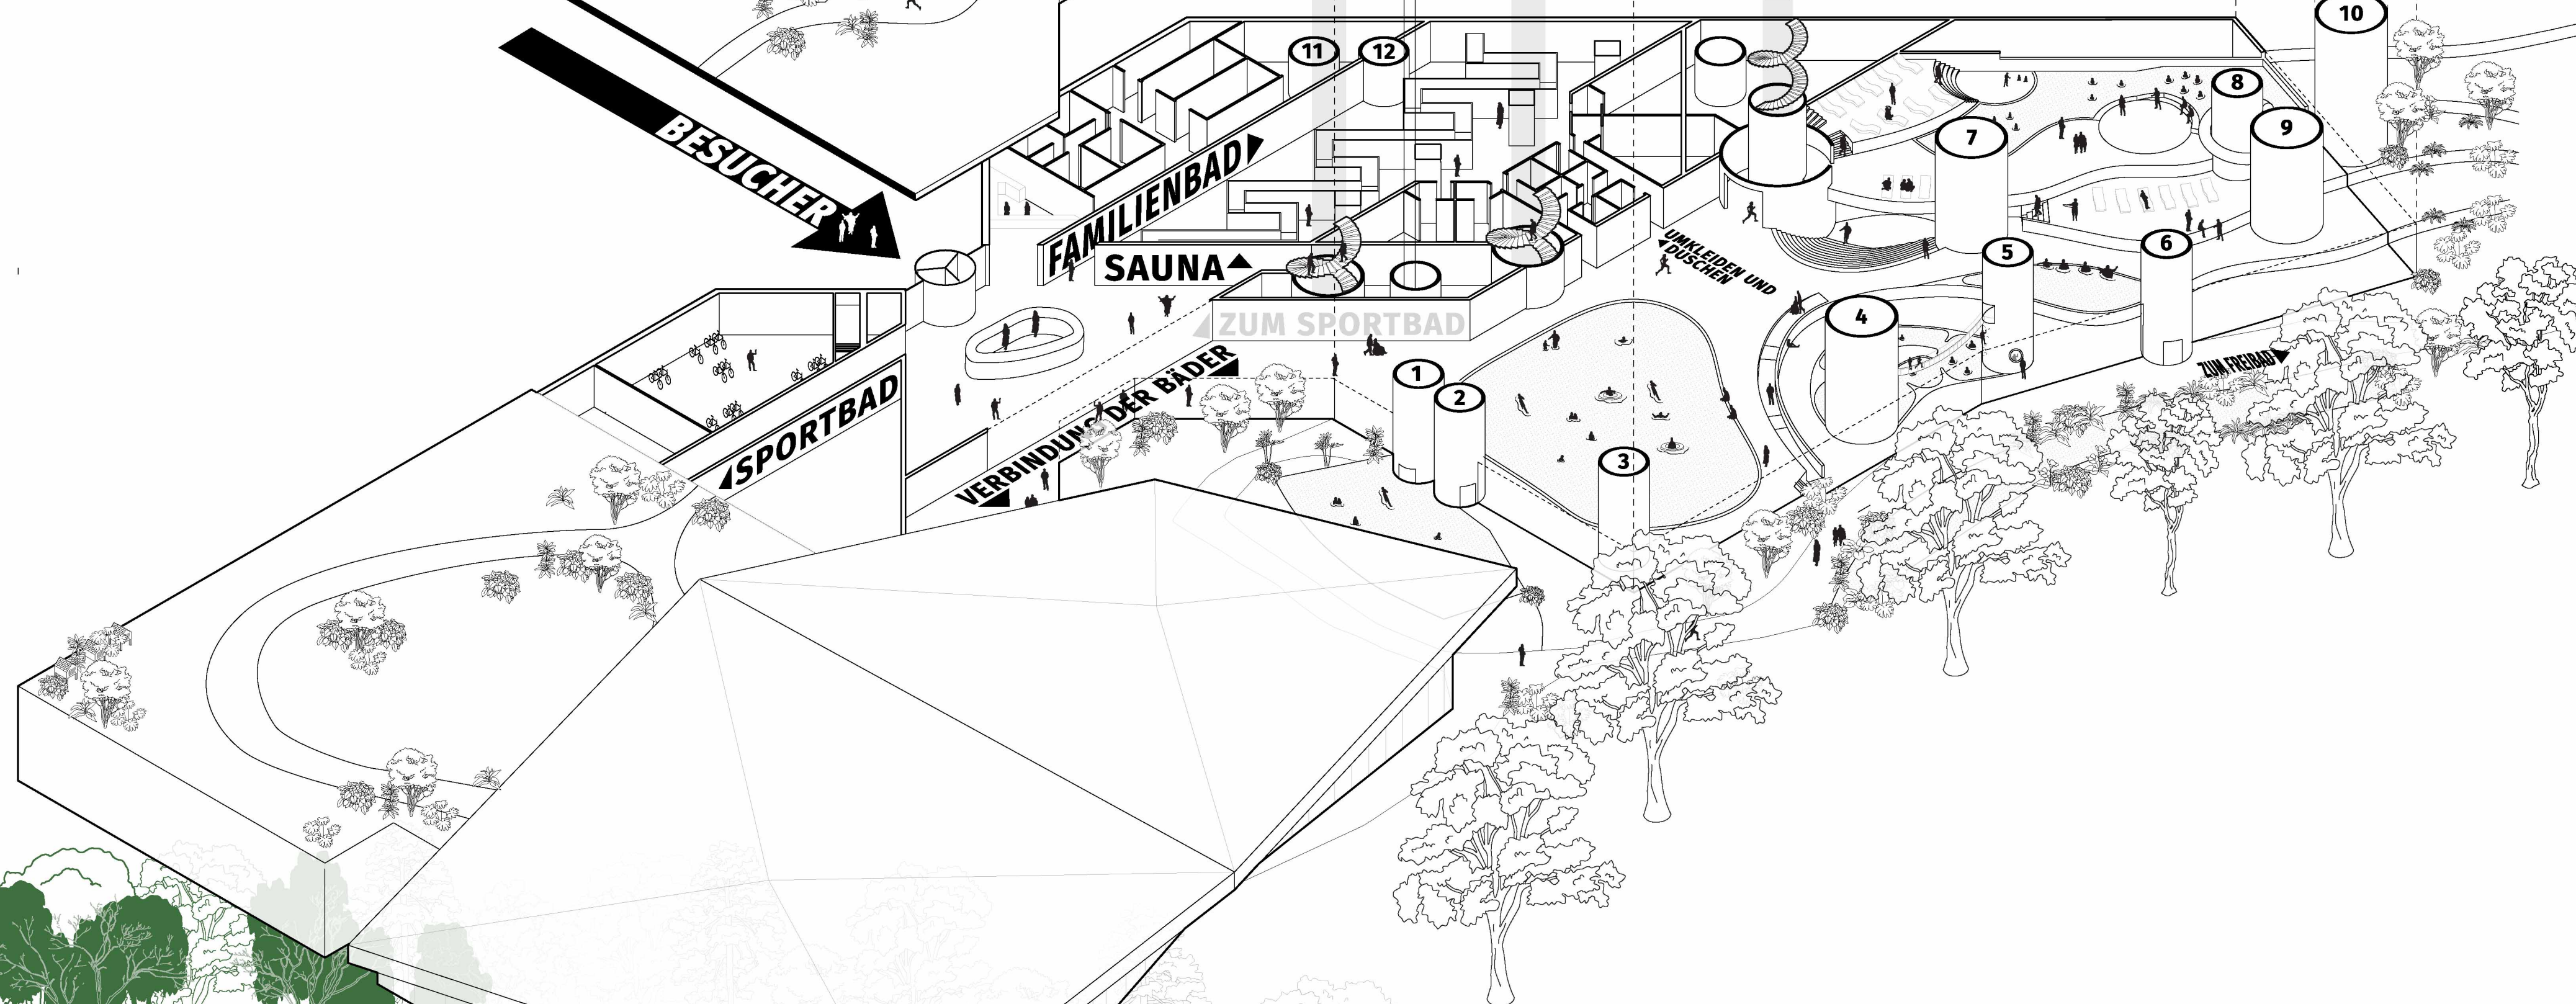 10
11
12
8
9
7
BESUCHER
FAMILIENBAD
SAUNA
UMKLEIDEN UND
DUSCHEN
6
5
4
ZUM SPORTBAD
ZUM FREIBAD
SPORTBAD
VERBINDUNG DER BÄDER
1
2
3